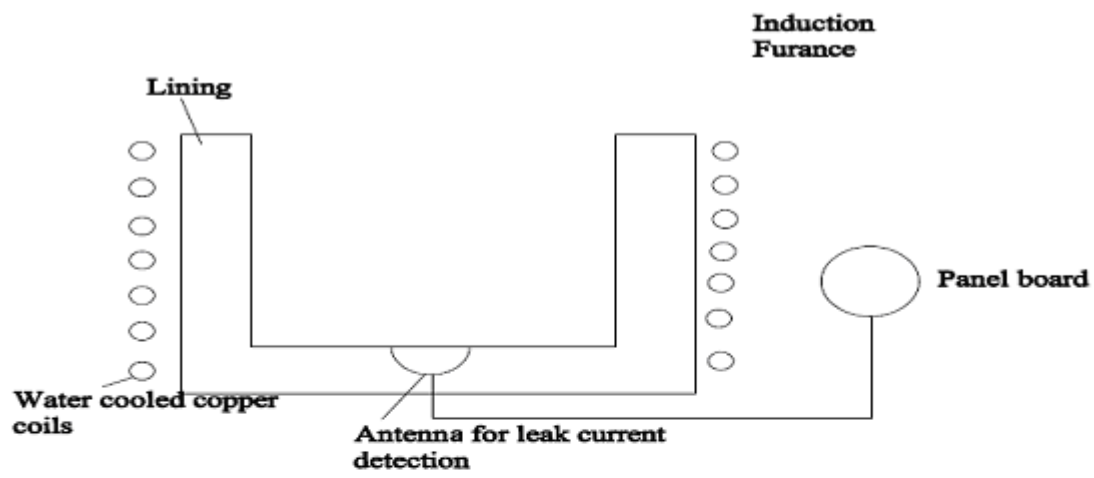 Induction
Furance
Lining
Panel board
Water cooled copper
coils
Antenna for leak current
detection